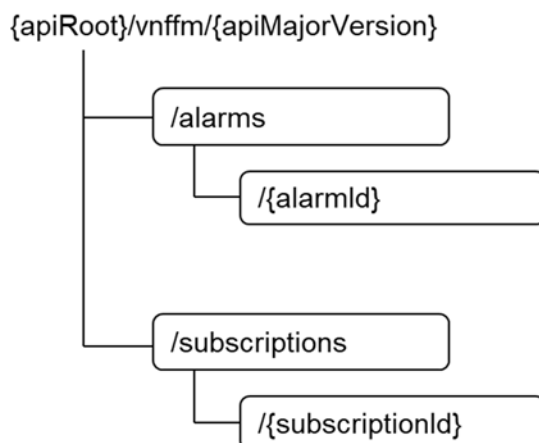 {apiRoot}/vnffm/{apiMajorVersion}
/alarms
/{alarmId}
/subscriptions
/{subscriptionId}